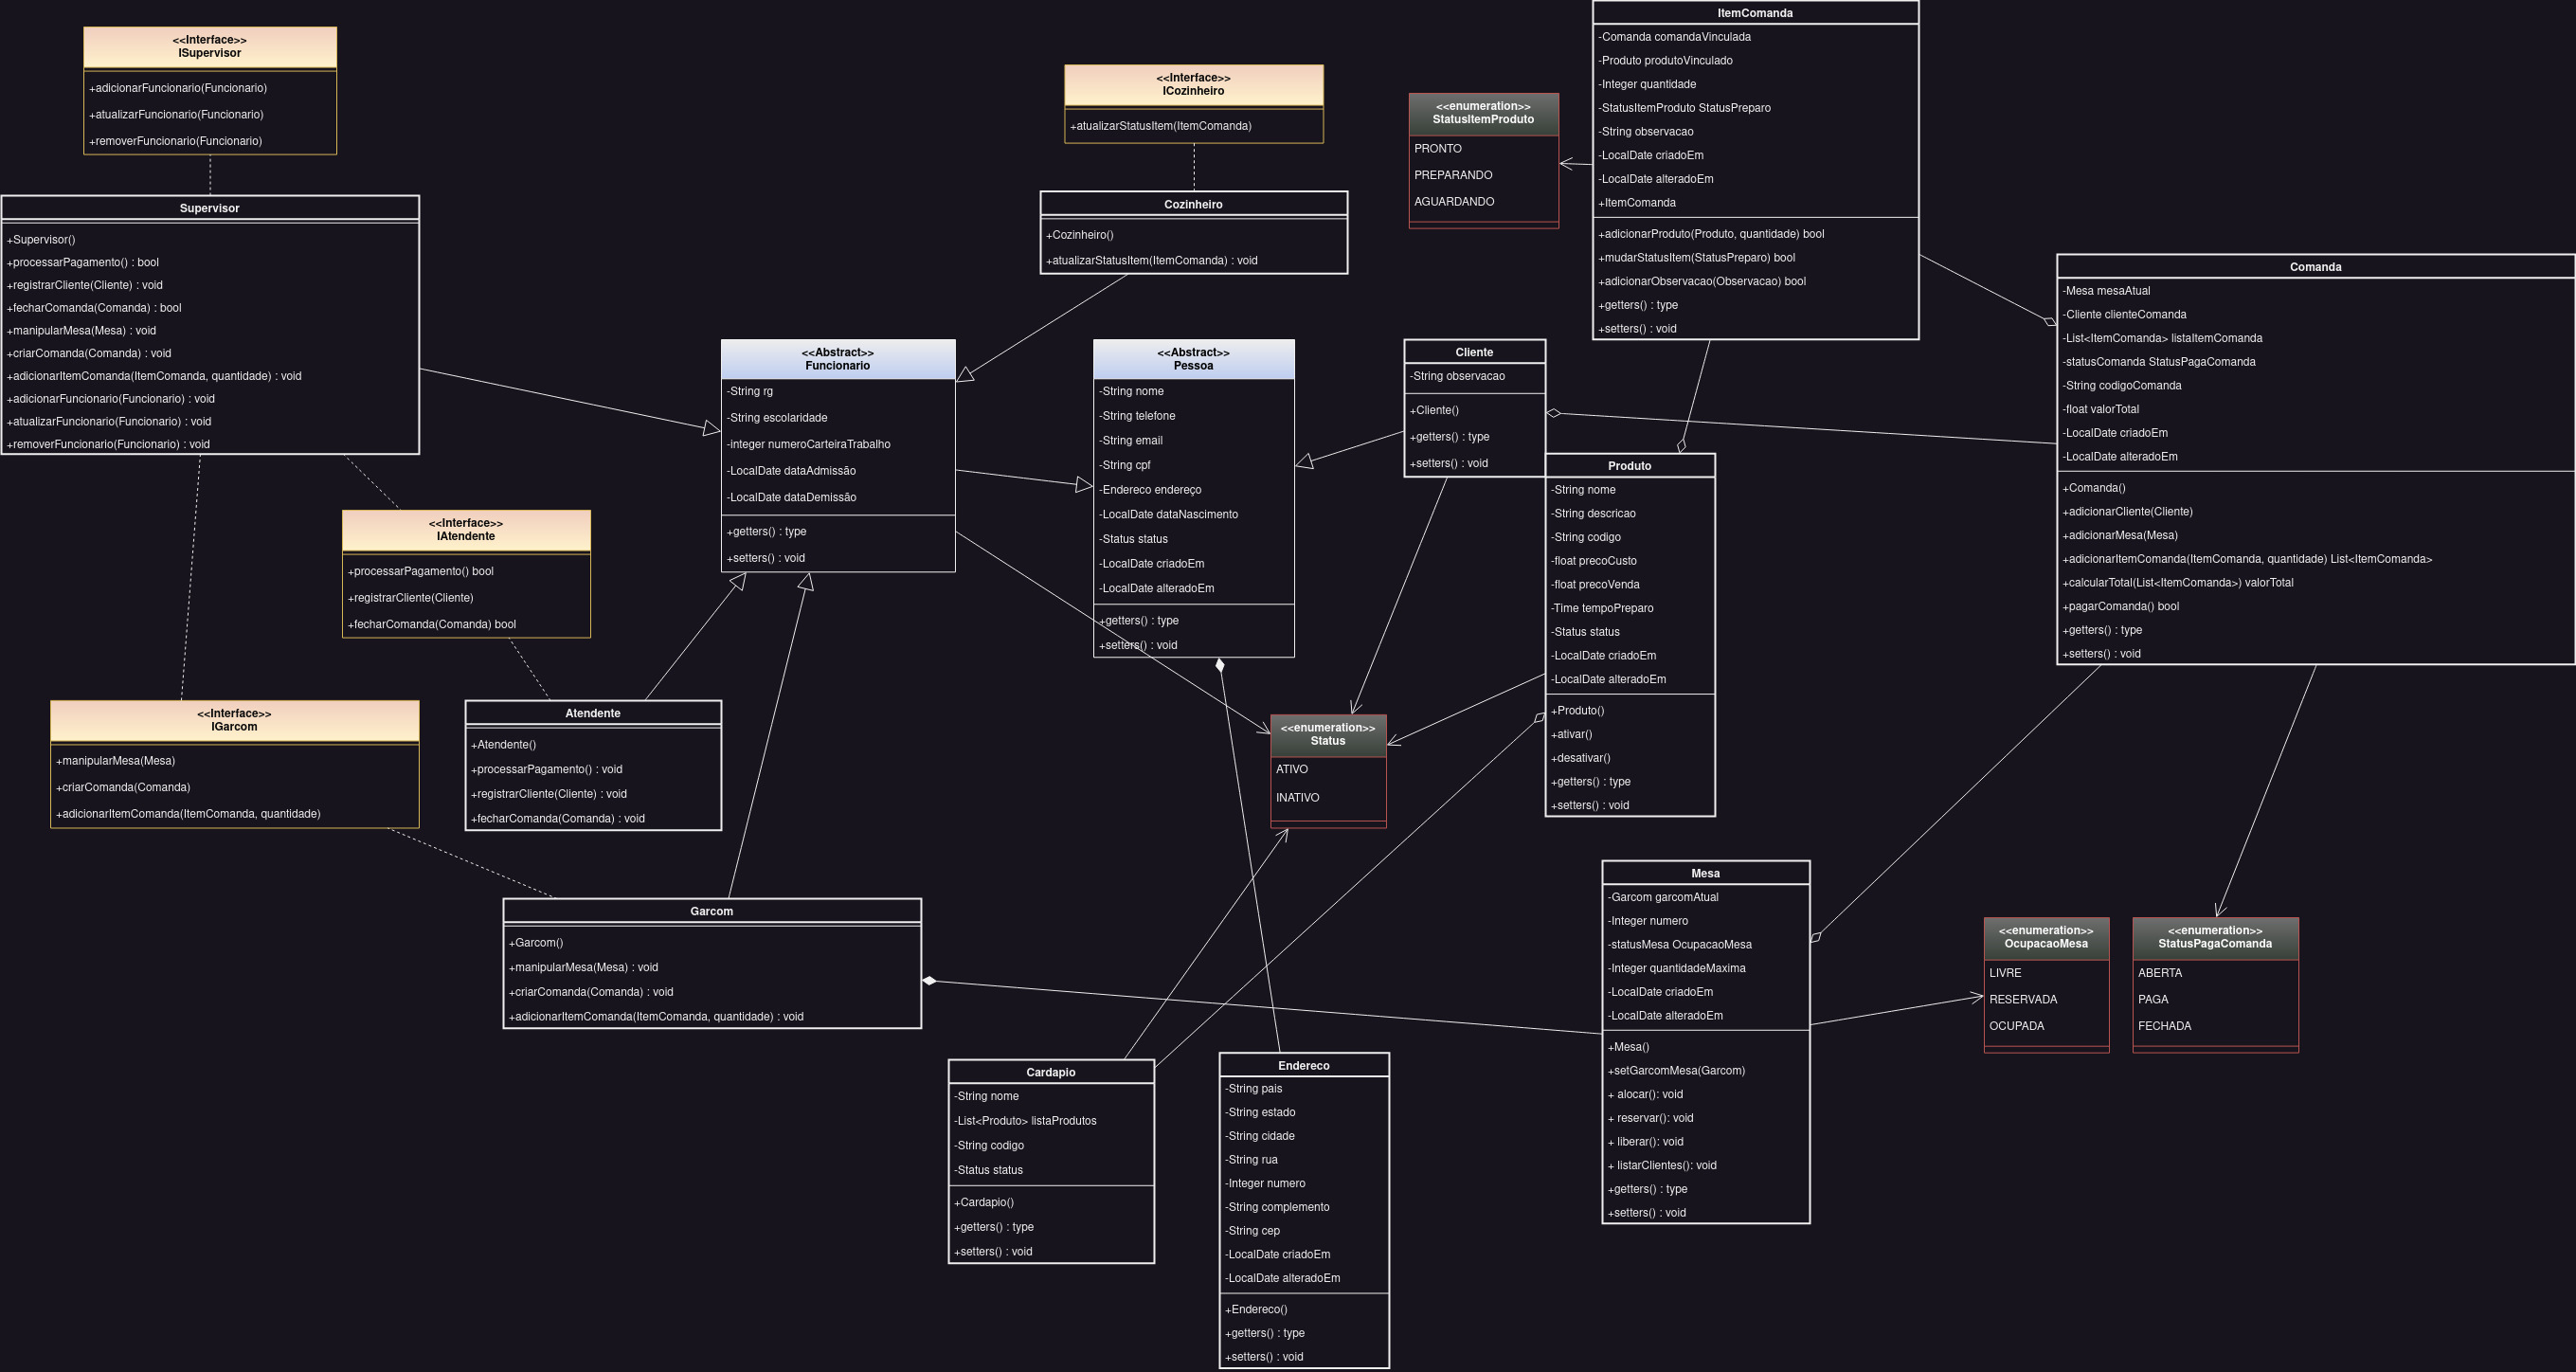 <<Interface>>
ISupervisor
+adicionarFuncionario(Funcionario)
+atualizarFuncionario(Funcionario)
+removerFuncionario(Funcionario)
Supervisor
+Supervisor()
+processarPagamento() : bool
+registrarCliente(Cliente) : void
+fecharComanda(Comanda) : bool
+manipularMesa(Mesa) : void
+criarComanda(Comanda) : void
+adicionarItemComanda(ItemComanda, quantidade) : void
+adicionarFuncionario(Funcionario) : void
+atualizarFuncionario(Funcionario) : void
+removerFuncionario(Funcionario) : void
<<Interface>>
IAtendente
+processarPagamento() bool
+registrarCliente(Cliente)
+fecharComanda(Comanda) bool
<<Interface>>
IGarcom
+manipularMesa(Mesa)
+criarComanda(Comanda)
+adicionarItemComanda(ItemComanda, quantidade)
Atendente
+Atendente()
+processarPagamento() : void
+registrarCliente(Cliente) : void
+fecharComanda(Comanda) : void
Garcom
+Garcom()
+manipularMesa(Mesa) : void
+criarComanda(Comanda) : void
+adicionarItemComanda(ItemComanda, quantidade) : void
<<Interface>>
ICozinheiro
+atualizarStatusItem(ItemComanda)
Cozinheiro
+Cozinheiro()
+atualizarStatusItem(ItemComanda) : void
<<Abstract>>
Funcionario
-String rg
-String escolaridade
-integer numeroCarteiraTrabalho
-LocalDate dataAdmissão
-LocalDate dataDemissão
+getters() : type
+setters() : void
<<Abstract>>
Pessoa
-String nome
-String telefone
-String email
-String cpf
-Endereco endereço
-LocalDate dataNascimento
-Status status
-LocalDate criadoEm
-LocalDate alteradoEm
+getters() : type
+setters() : void
Cliente
-String observacao
+Cliente()
+getters() : type
+setters() : void
<<enumeration>>
StatusItemProduto
PRONTO
PREPARANDO
AGUARDANDO
ItemComanda
-Comanda comandaVinculada
-Produto produtoVinculado
-Integer quantidade
-StatusItemProduto StatusPreparo
-String observacao
-LocalDate criadoEm
-LocalDate alteradoEm
+ItemComanda
+adicionarProduto(Produto, quantidade) bool
+mudarStatusItem(StatusPreparo) bool
+adicionarObservacao(Observacao) bool
+getters() : type
+setters() : void
Produto
-String nome
-String descricao
-String codigo
-float precoCusto
-float precoVenda
-Time tempoPreparo
-Status status
-LocalDate criadoEm
-LocalDate alteradoEm
+Produto()
+ativar()
+desativar()
+getters() : type
+setters() : void
Comanda
-Mesa mesaAtual
-Cliente clienteComanda
-List<ItemComanda> listaItemComanda
-statusComanda StatusPagaComanda
-String codigoComanda
-float valorTotal
-LocalDate criadoEm
-LocalDate alteradoEm
+Comanda()
+adicionarCliente(Cliente)
+adicionarMesa(Mesa)
+adicionarItemComanda(ItemComanda, quantidade) List<ItemComanda>
+calcularTotal(List<ItemComanda>) valorTotal
+pagarComanda() bool
+getters() : type
+setters() : void
<<enumeration>>
Status
ATIVO
INATIVO
Cardapio
-String nome
-List<Produto> listaProdutos
-String codigo
-Status status
+Cardapio()
+getters() : type
+setters() : void
Endereco
-String pais
-String estado
-String cidade
-String rua
-Integer numero
-String complemento
-String cep
-LocalDate criadoEm
-LocalDate alteradoEm
+Endereco()
+getters() : type
+setters() : void
Mesa
-Garcom garcomAtual
-Integer numero
-statusMesa OcupacaoMesa
-Integer quantidadeMaxima
-LocalDate criadoEm
-LocalDate alteradoEm
+Mesa()
+setGarcomMesa(Garcom)
+ alocar(): void
+ reservar(): void
+ liberar(): void
+ listarClientes(): void
+getters() : type
+setters() : void
<<enumeration>>
OcupacaoMesa
LIVRE
RESERVADA
OCUPADA
<<enumeration>>
StatusPagaComanda
ABERTA
PAGA
FECHADA